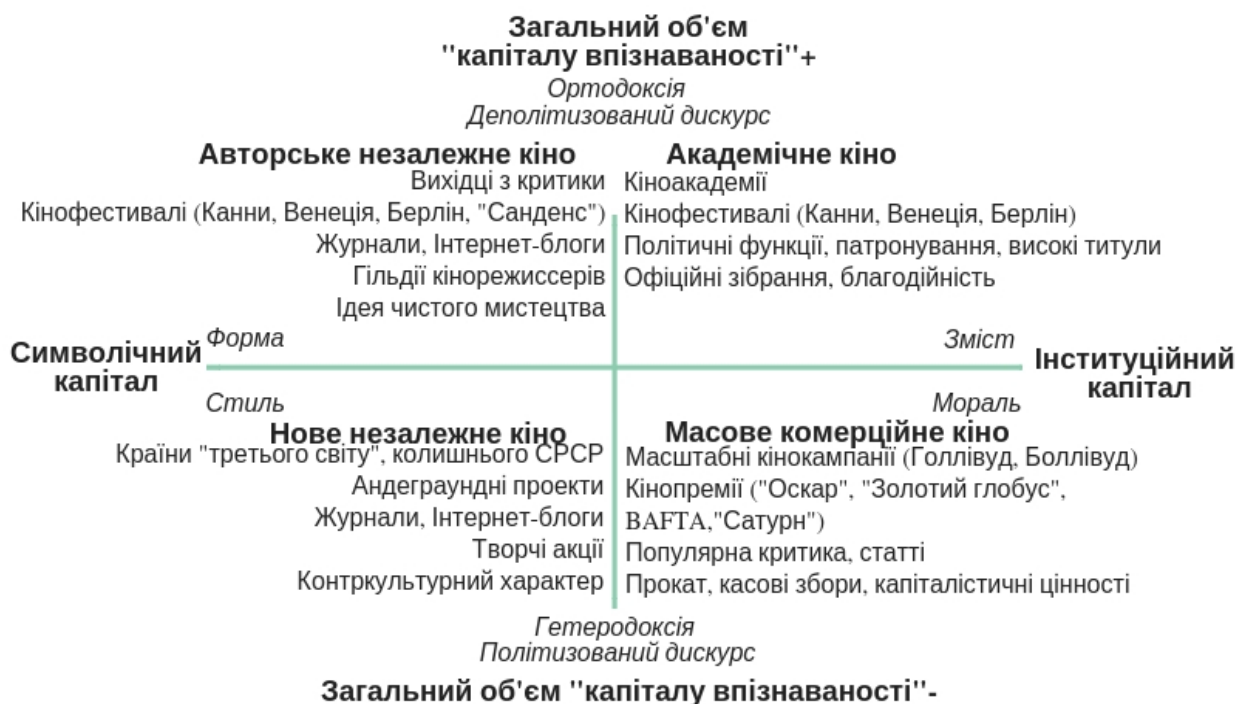 Загальний об'єм
"капіталу впізнаваності"+
Ортодоксія
Деполітизований дискурс
Авторське незалежне кіно
Вихідці з критики
Кінофестивалі (Канни, Венеція, Берлін, "Санденс")
Журнали, Інтернет-блоги
Гільдії кінорежиссерів
Ідея чистого мистецтва
Академічне кіно
Кіноакадемії
Кінофестивалі (Канни, Венеція, Берлін)
Політичні функції, патронування, високі титули
Офіційні зібрання, благодійність
Форма
Зміст
Символічний
капітал
Інституційний
капітал
Стиль
Мораль
Нове незалежне кіно
Країни "третього світу", колишнього СРСР
Андеграундні проекти
Журнали, Інтернет-блоги
Творчі акції
Контркультурний характер
Масове комерційне кіно
Масштабні кінокампанії (Голлівуд, Боллівуд)
Кінопремії ("Оскар", "Золотий глобус",
BAFTA,"Сатурн")
Популярна критика, статті
Прокат, касові збори, капіталістичні цінності
Гетеродоксія
Політизований дискурс
Загальний об'єм "капіталу впізнаваності"-